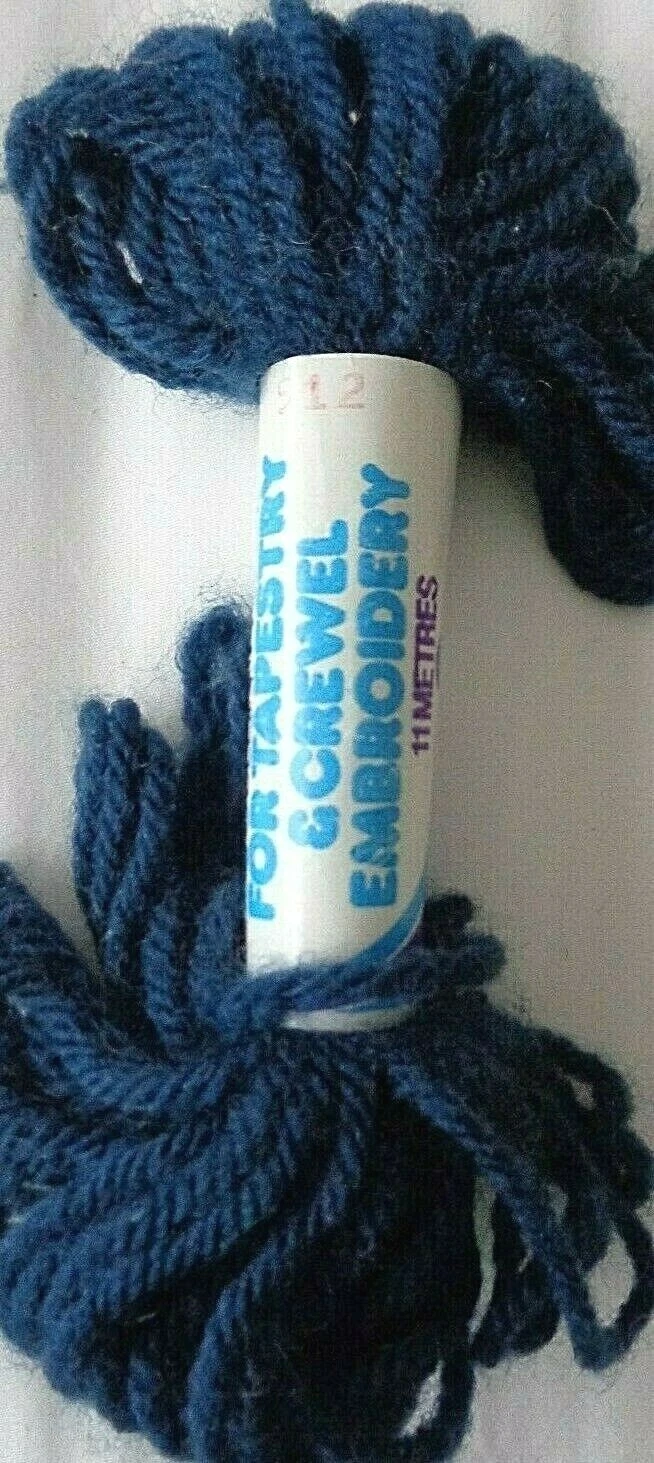 912
FOR TAPESTRY
& CREWEL
EMBROIDERY
11 METRES